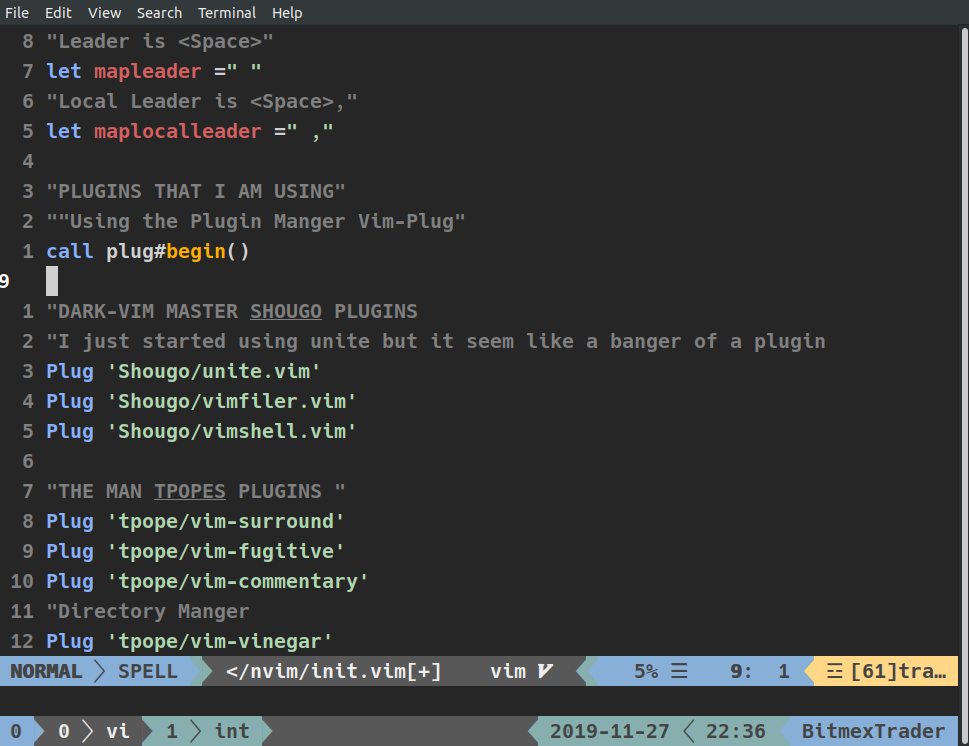 File Edit View Search Terminal Help
8 "Leader is <Space>"
7 let mapleader =" "
6 "Local Leader is <Space>,"
5 let maplocalleader =" ,"
4
3 "PLUGINS THAT I AM USING"
2 ""Using the Plugin Manger Vim-Plug"
1 call plug#begin()
9
1 "DARK-VIM MASTER SHOUGO PLUGINS
2 "I just started using unite but it seem like a banger of a plugin
3 Plug 'Shougo/unite.vim'
4 Plug 'Shougo/vimfiler.vim'
5 Plug 'Shougo/vimshell.vim'
6
7 "THE MAN TPOPES PLUGINS "
8 Plug 'tpope/vim-surround'
9 Plug 'tpope/vim-fugitive'
10 Plug 'tpope/vim-commentary'
11 "Directory Manger
12 Plug 'tpope/vim-vinegar'
NORMAL SPELL </nvim/init.vim[+] vim 5% ☰ 9: 1 ☲ [61]tra…
0 0 vi 1 int 2019-11-27 22:36 BitmexTrader